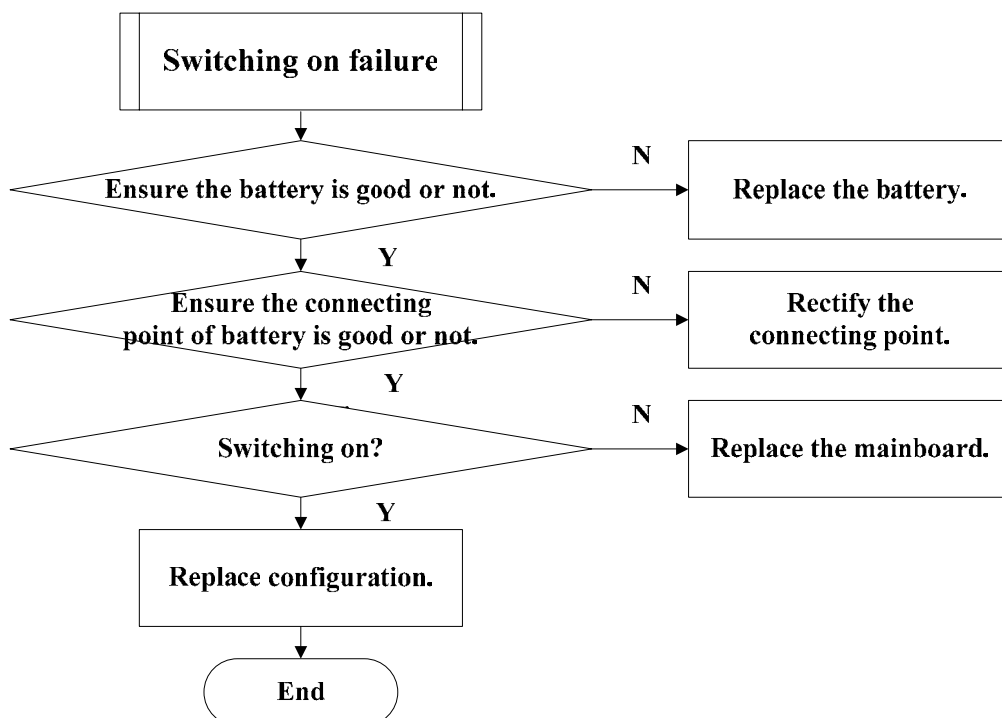 Switching on failure
N
Ensure the battery is good or not.
Replace the battery.
Y
N
Ensure the connecting
point of battery is good or not.
Rectify the
connecting point.
Y
N
Switching on?
Replace the mainboard.
Y
Replace configuration.
End